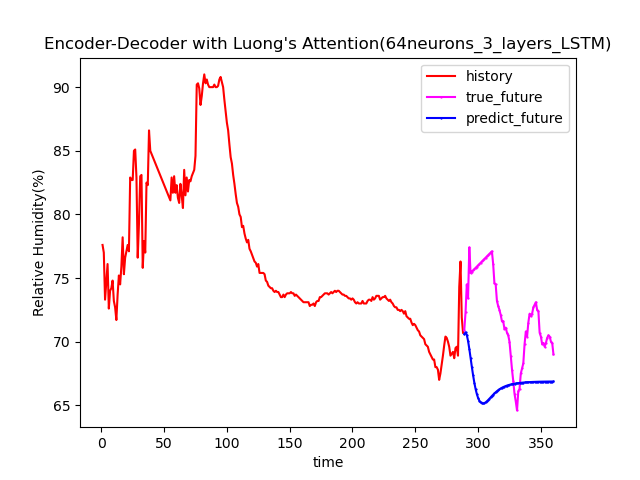 Encoder-Decoder with Luong's Attention(64neurons_3_layers_LSTM)
history
true_future
predict_future
Relative Humidity(%)
90
85
80
75
70
65
0 50 100 150 200 250 300 350
time